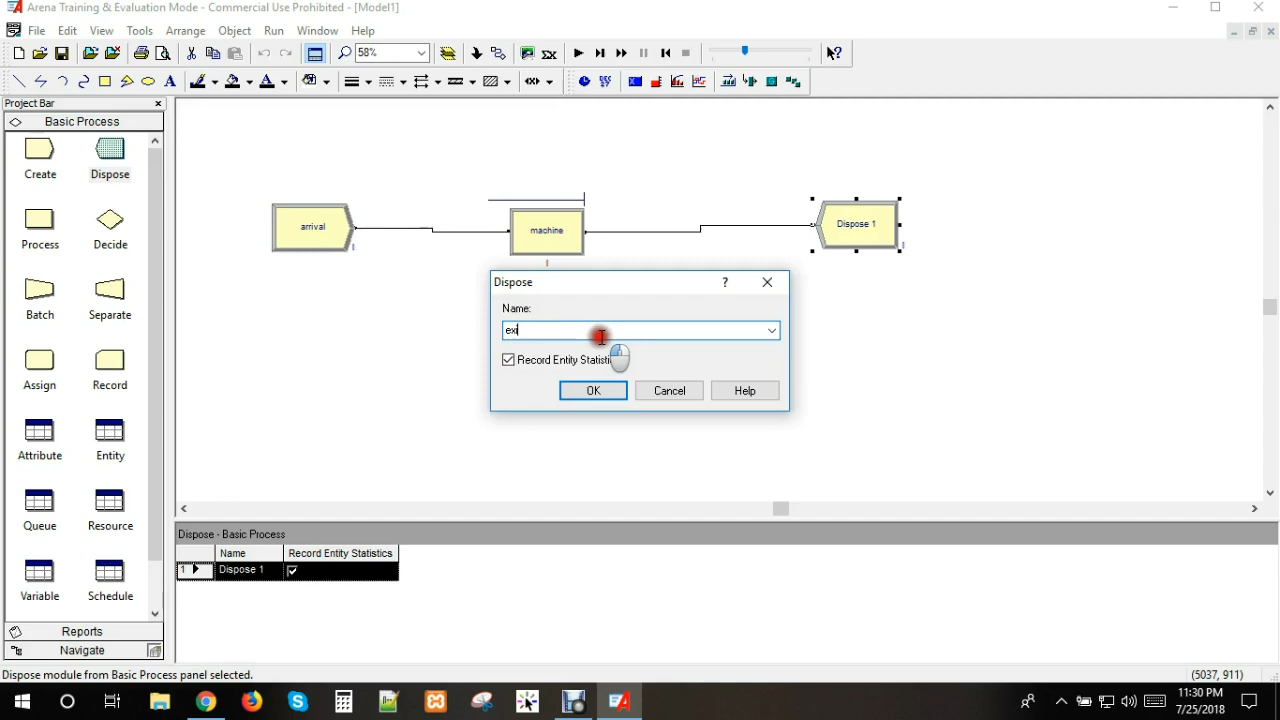 Arena Training & Evaluation Mode - Commercial Use Prohibited - [Model1]
File Edit View Tools Arrange Object Run Window Help
58%
Project Bar
Basic Process
Create Dispose
Process Decide
Batch Separate
Assign Record
Attribute Entity
Queue Resource
Variable Schedule
Reports
Navigate
arrival
machine
Dispose 1
Dispose
Name:
exi
Record Entity Statisti
OK Cancel Help
Dispose - Basic Process
Name Record Entity Statistics
1 Dispose 1
Dispose module from Basic Process panel selected.
(5037, 911)
11:30 PM
7/25/2018